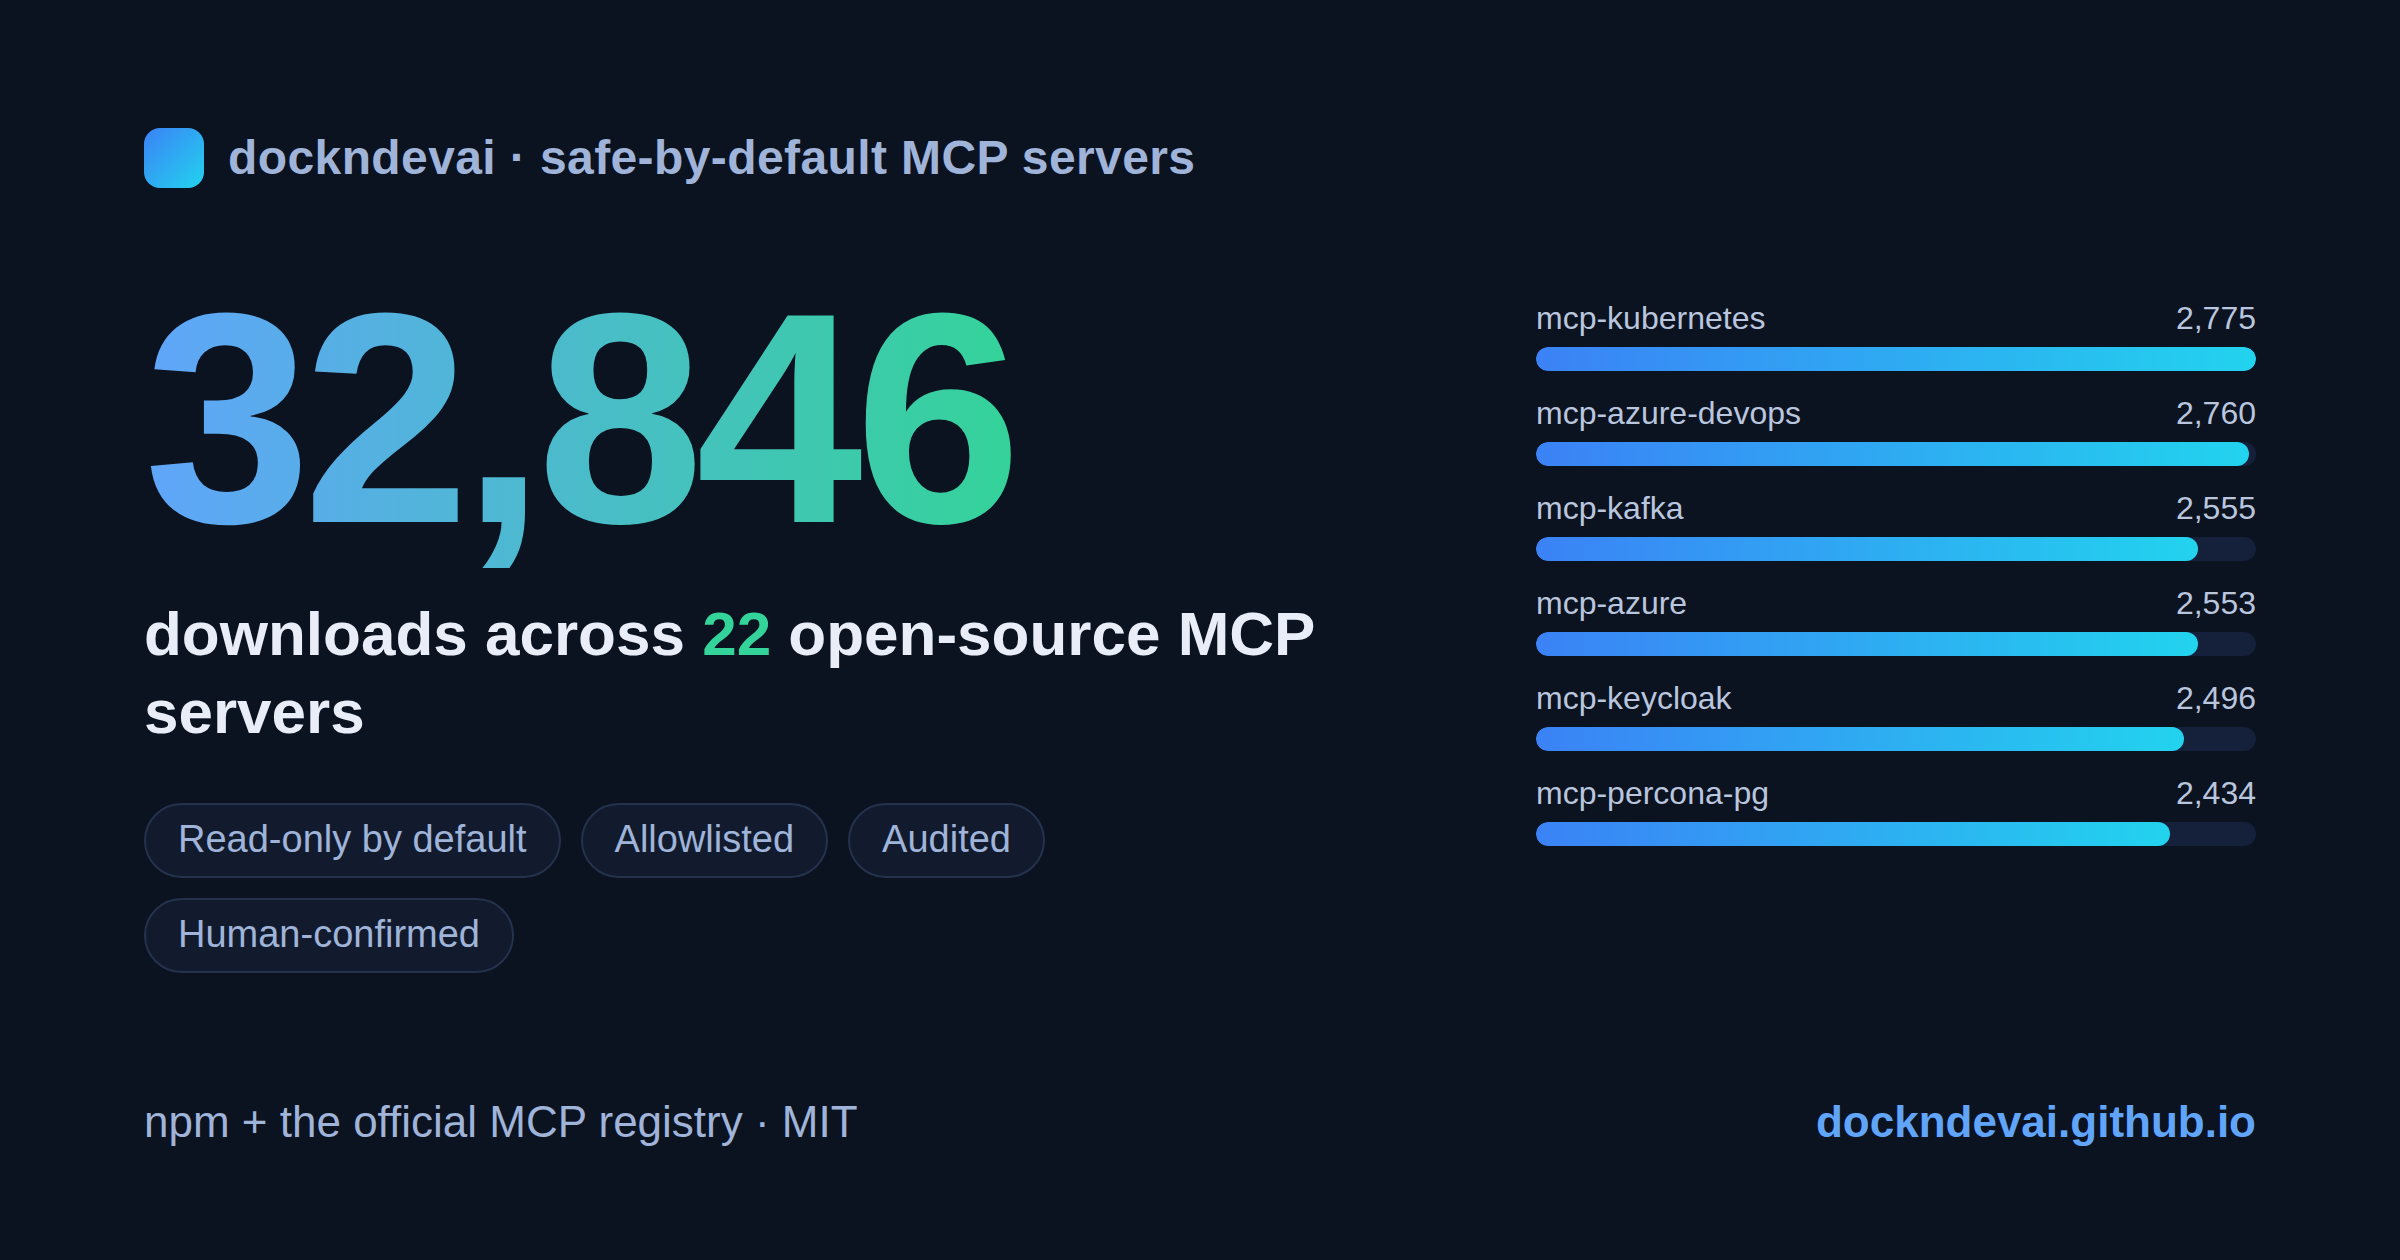 dockndevai · safe-by-default MCP servers
32,846
downloads across 22 open-source MCP
servers
Read-only by default
Allowlisted
Audited
Human-confirmed
mcp-kubernetes 2,775
mcp-azure-devops 2,760
mcp-kafka 2,555
mcp-azure 2,553
mcp-keycloak 2,496
mcp-percona-pg 2,434
npm + the official MCP registry · MIT
dockndevai.github.io